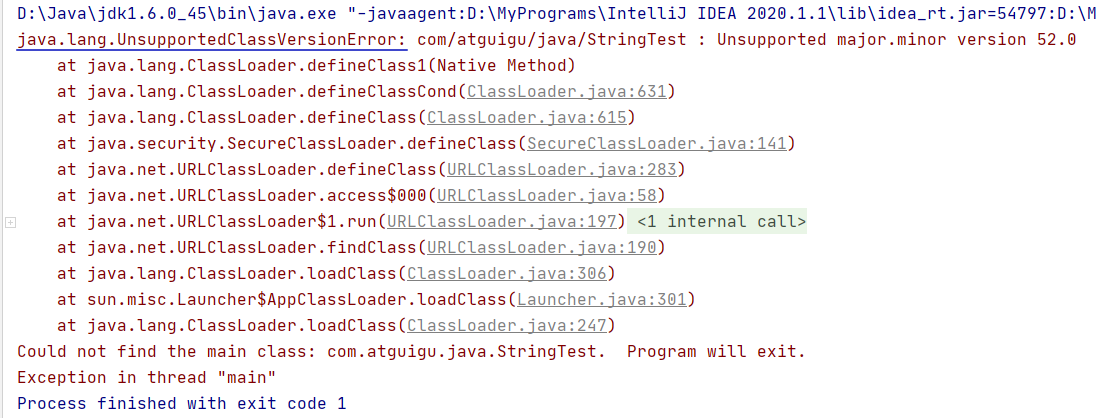 D:\Java\jdk1.6.0_45\bin\java.exe "-javaagent:D:\MyPrograms\IntelliJ IDEA 2020.1.1\lib\idea_rt.jar=54797:D:\M
java.lang.UnsupportedClassVersionError: com/atguigu/java/StringTest : Unsupported major.minor version 52.0
    at java.lang.ClassLoader.defineClass1(Native Method)
    at java.lang.ClassLoader.defineClassCond(ClassLoader.java:631)
    at java.lang.ClassLoader.defineClass(ClassLoader.java:615)
    at java.security.SecureClassLoader.defineClass(SecureClassLoader.java:141)
    at java.net.URLClassLoader.defineClass(URLClassLoader.java:283)
    at java.net.URLClassLoader.access$000(URLClassLoader.java:58)
    at java.net.URLClassLoader$1.run(URLClassLoader.java:197) <1 internal call>
    at java.net.URLClassLoader.findClass(URLClassLoader.java:190)
    at java.lang.ClassLoader.loadClass(ClassLoader.java:306)
    at sun.misc.Launcher$AppClassLoader.loadClass(Launcher.java:301)
    at java.lang.ClassLoader.loadClass(ClassLoader.java:247)
Could not find the main class: com.atguigu.java.StringTest.  Program will exit.
Exception in thread "main"
Process finished with exit code 1